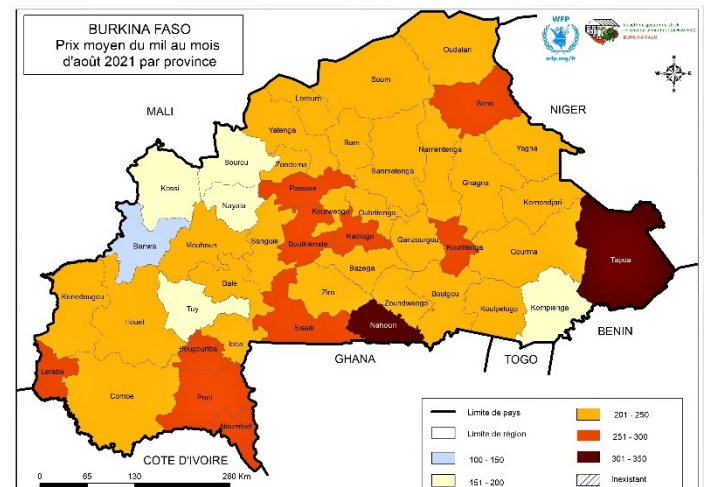 BURKINA FASO
Prix moyen du mil au mois
d'août 2021 par province
WFP
wfp.org/fr
BURKINA FASO
MALI
NIGER
BENIN
TOGO
GHANA
COTE D'IVOIRE
Oudalan
Soum
Loroum
Seno
Yatenga
Bam
Namentenga
Yagha
Sourou
Zondoma
Sanmatenga
Kossi
Passore
Gnagna
Nayala
Kourweogo
Oubritenga
Komondjari
Banwa
Mouhoun
Sanguie
Boulkiemde
Kadiogo
Ganzourgou
Kouritenga
Gourma
Tapoa
Bazega
Kenedougou
Bale
Ziro
Zoundweogo
Boulgou
Koulpelogo
Kompienga
Houet
Tuy
Sissili
Nahouri
Ioba
Bougouriba
Leraba
Comoe
Poni
Noumbiel
0 65 130 260 Km
Limite de pays
Limite de région
100 - 150
151 - 200
201 - 250
251 - 300
301 - 350
Inexistant